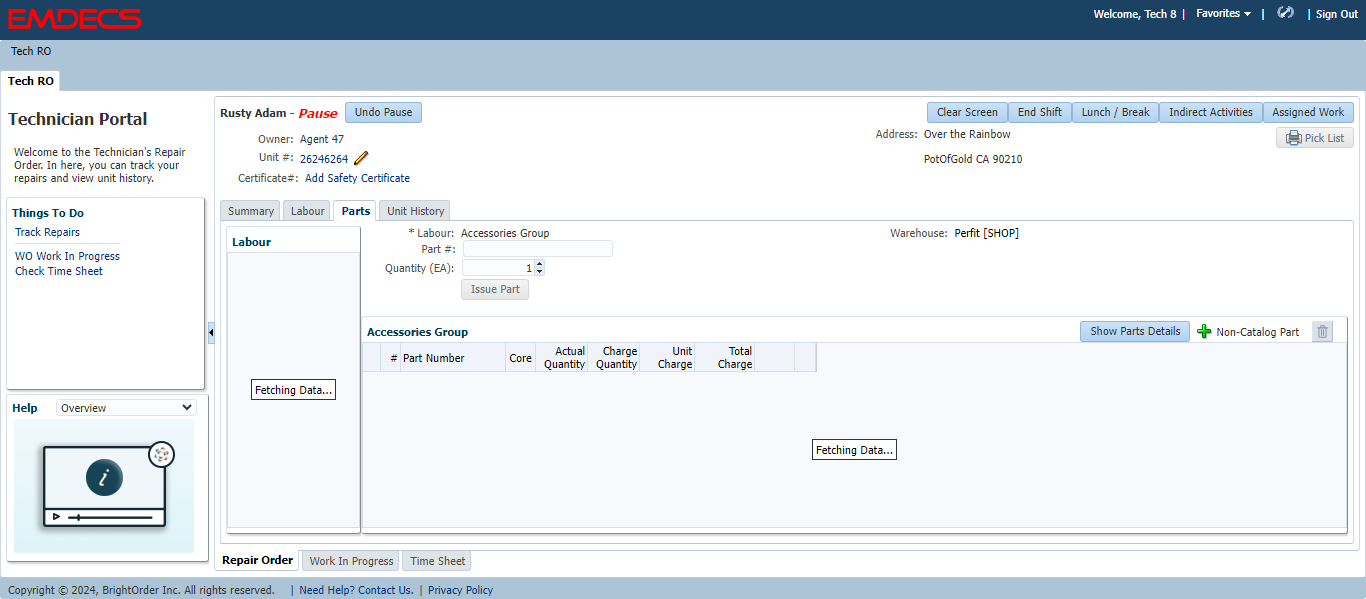 EMDECS
Welcome, Tech 8 | Favorites | | Sign Out
Tech RO
Tech RO
Technician Portal
Welcome to the Technician's Repair
Order. In here, you can track your
repairs and view unit history.
Things To Do
Track Repairs
WO Work In Progress
Check Time Sheet
Help Overview
i
Rusty Adam - Pause Undo Pause
Clear Screen End Shift Lunch / Break Indirect Activities Assigned Work
Owner: Agent 47
Unit #: 26246264
Certificate#: Add Safety Certificate
Address: Over the Rainbow
PotOfGold CA 90210
Pick List
Summary Labour Parts Unit History
Labour
Fetching Data...
* Labour: Accessories Group
Part #:
Quantity (EA): 1
Issue Part
Warehouse: Perfit [SHOP]
Accessories Group
Show Parts Details Non-Catalog Part
# Part Number Core Actual Quantity Charge Quantity Unit Charge Total Charge
Fetching Data...
Repair Order Work In Progress Time Sheet
Copyright © 2024, BrightOrder Inc. All rights reserved. | Need Help? Contact Us. | Privacy Policy